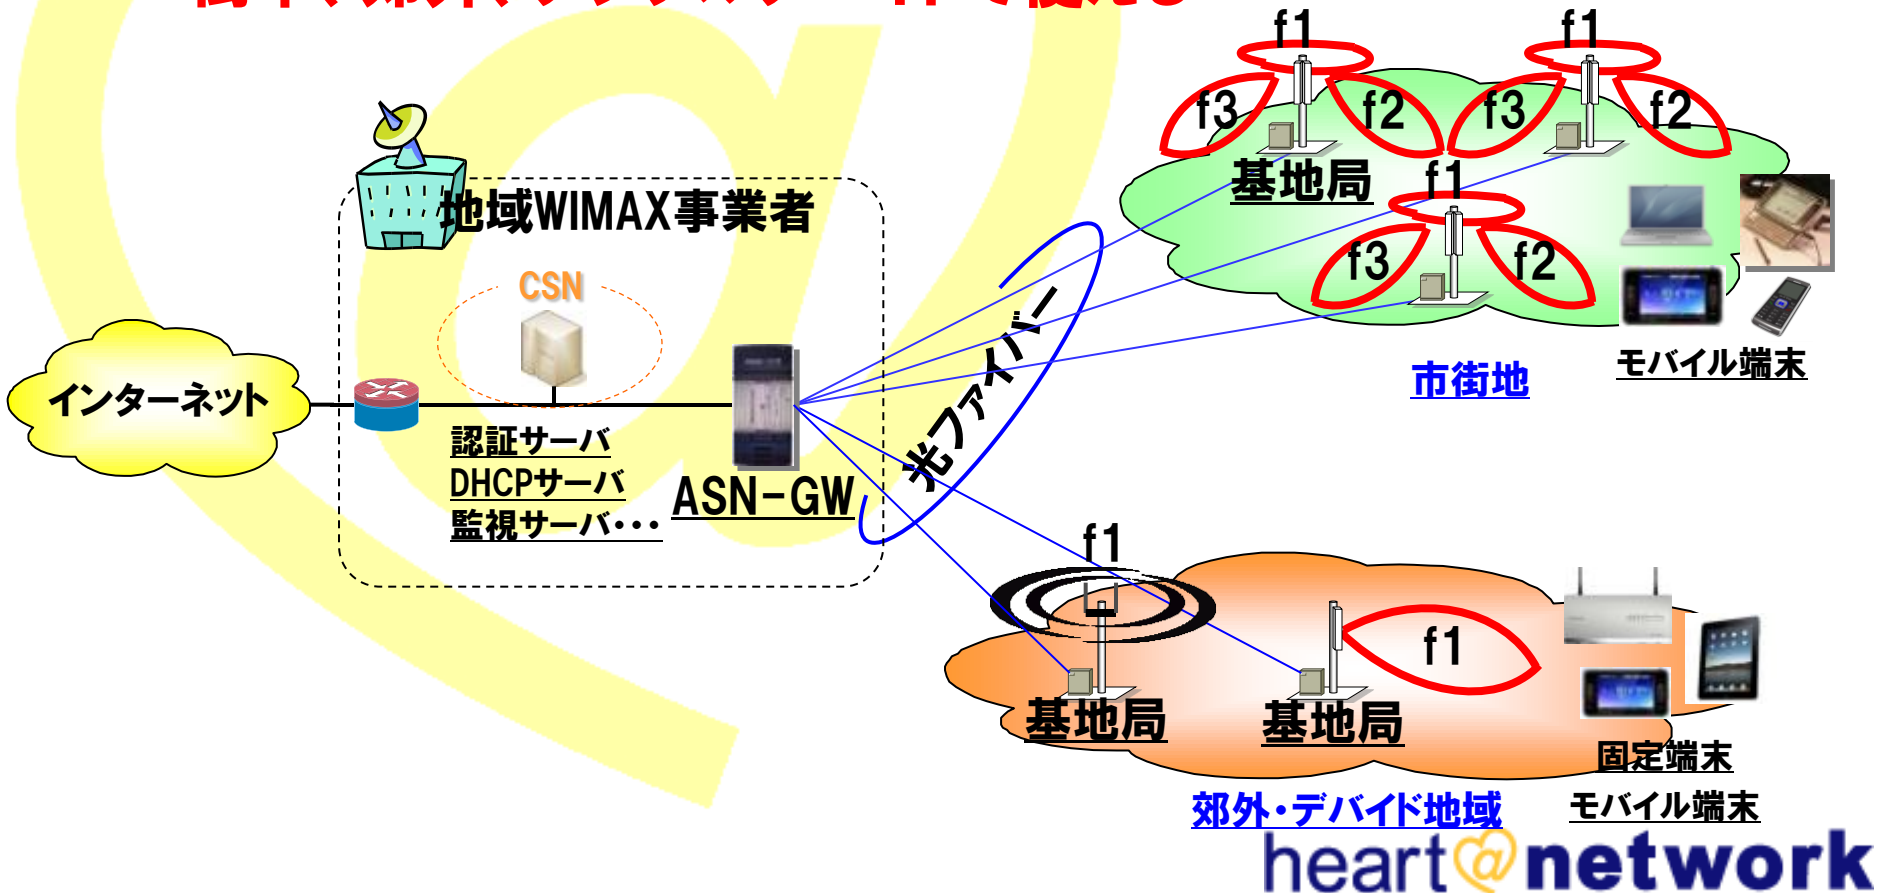 f1
f1
f3
f2
f3
f2
基地局
f1
f3
f2
地域WIMAX事業者
CSN
インターネット
認証サーバ
DHCPサーバ
監視サーバ・・・
ASN-GW
光ファイバー
市街地
モバイル端末
f1
f1
基地局
基地局
固定端末
モバイル端末
郊外・デバイド地域
heart@network